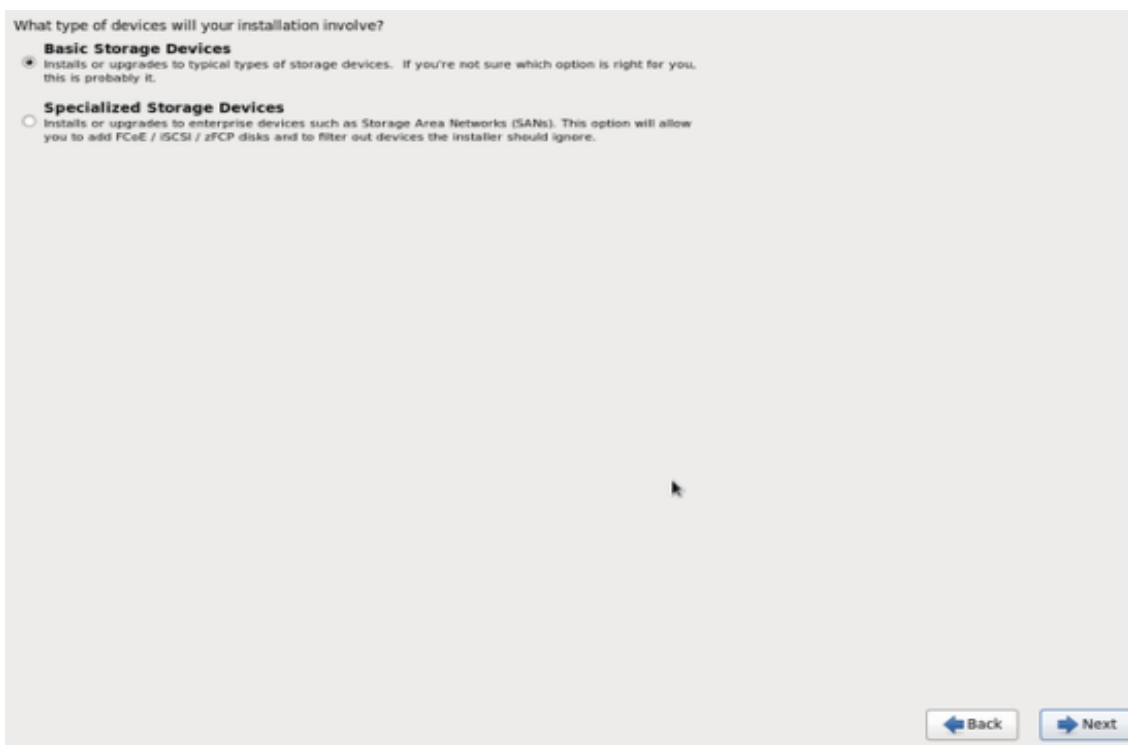 What type of devices will your installation involve?
Basic Storage Devices
Installs or upgrades to typical types of storage devices.  If you're not sure which option is right for you,
this is probably it.
Specialized Storage Devices
Installs or upgrades to enterprise devices such as Storage Area Networks (SANs). This option will allow
you to add FCoE / iSCSI / zFCP disks and to filter out devices the installer should ignore.
Back
Next